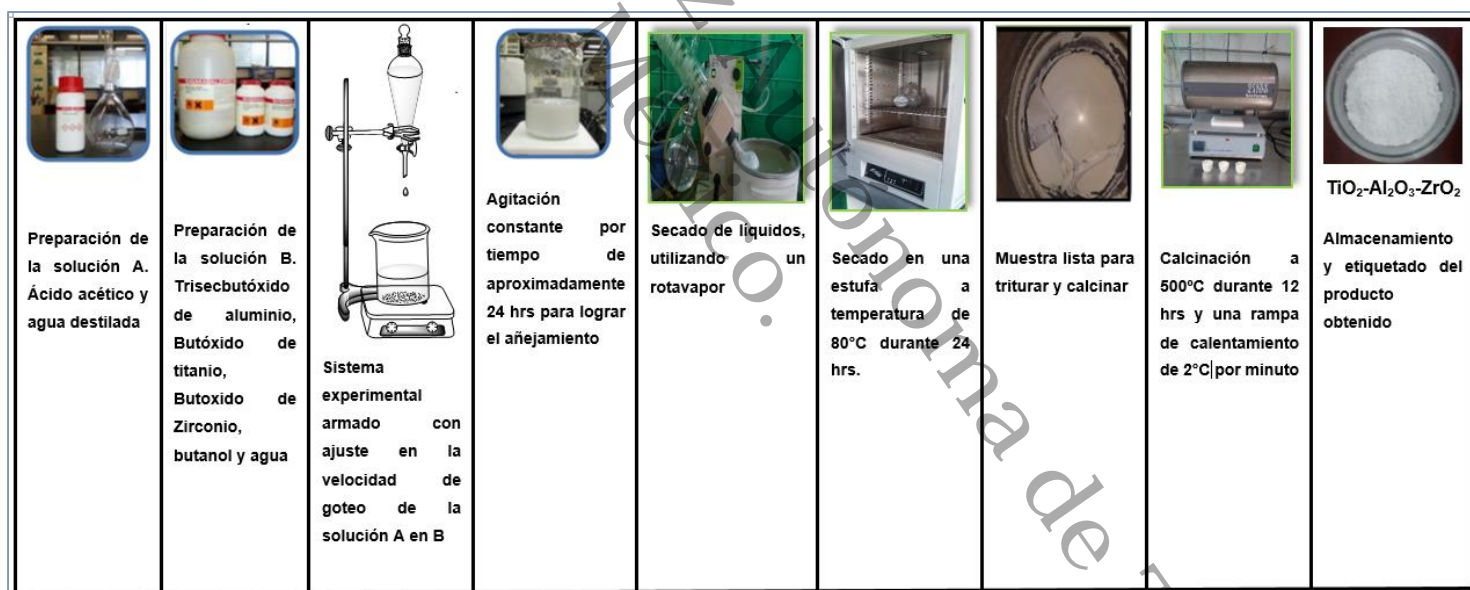 Preparación de
la solución A.
Ácido acético y
agua destilada
Preparación de
la solución B.
Trisecbutóxido
de aluminio,
Butóxido de
titanio,
Butoxido de
Zirconio,
butanol y agua
Sistema
experimental
armado con
ajuste en la
velocidad de
goteo de la
solución A en B
Agitación
constante por
tiempo de
aproximadamente
24 hrs para lograr
el añejamiento
Secado de líquidos,
utilizando un
rotavapor
Secado en una
estufa a
temperatura de
80°C durante 24
hrs.
Muestra lista para
triturar y calcinar
Calcinación a
500ºC durante 12
hrs y una rampa
de calentamiento
de 2°C por minuto
TiO₂-Al₂O₃-ZrO₂
Almacenamiento
y etiquetado del
producto
obtenido
Autónoma de
México.